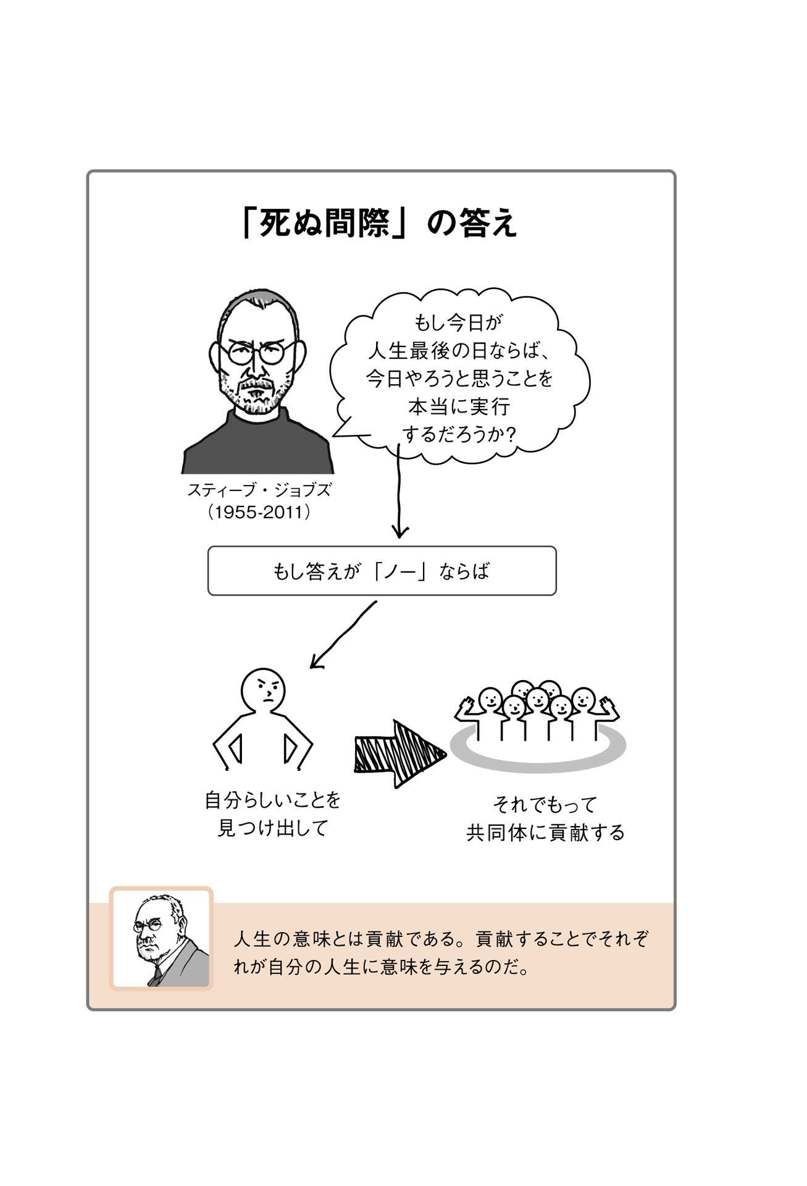 「死ぬ間際」の答え
もし今日が
人生最後の日ならば、
今日やろうと思うことを
本当に実行
するだろうか?
スティーブ・ジョブズ
（1955-2011）
もし答えが「ノー」ならば
自分らしいことを
見つけ出して
それでもって
共同体に貢献する
人生の意味とは貢献である。貢献することでそれぞ
れが自分の人生に意味を与えるのだ。